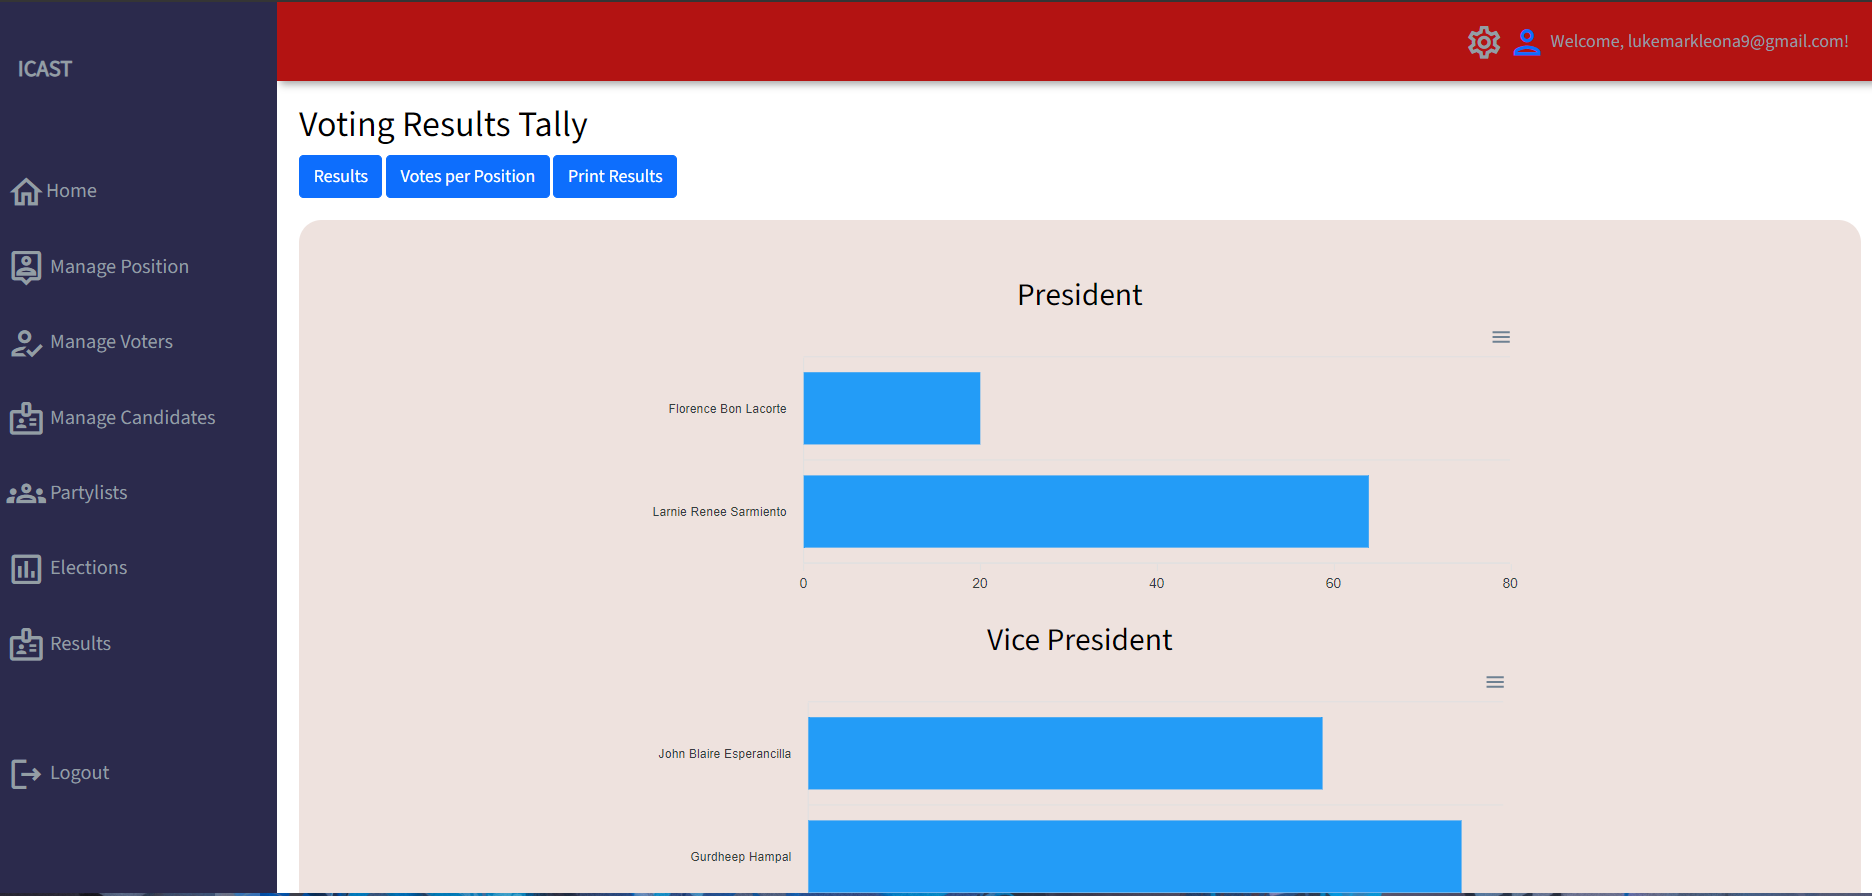 ICAST
Welcome, lukemarkleona9@gmail.com!
Home
Manage Position
Manage Voters
Manage Candidates
Partylists
Elections
Results
Logout
Voting Results Tally
Results
Votes per Position
Print Results
President
Florence Bon Lacorte
Larnie Renee Sarmiento
0 20 40 60 80
Vice President
John Blaire Esperancilla
Gurdheep Hampal